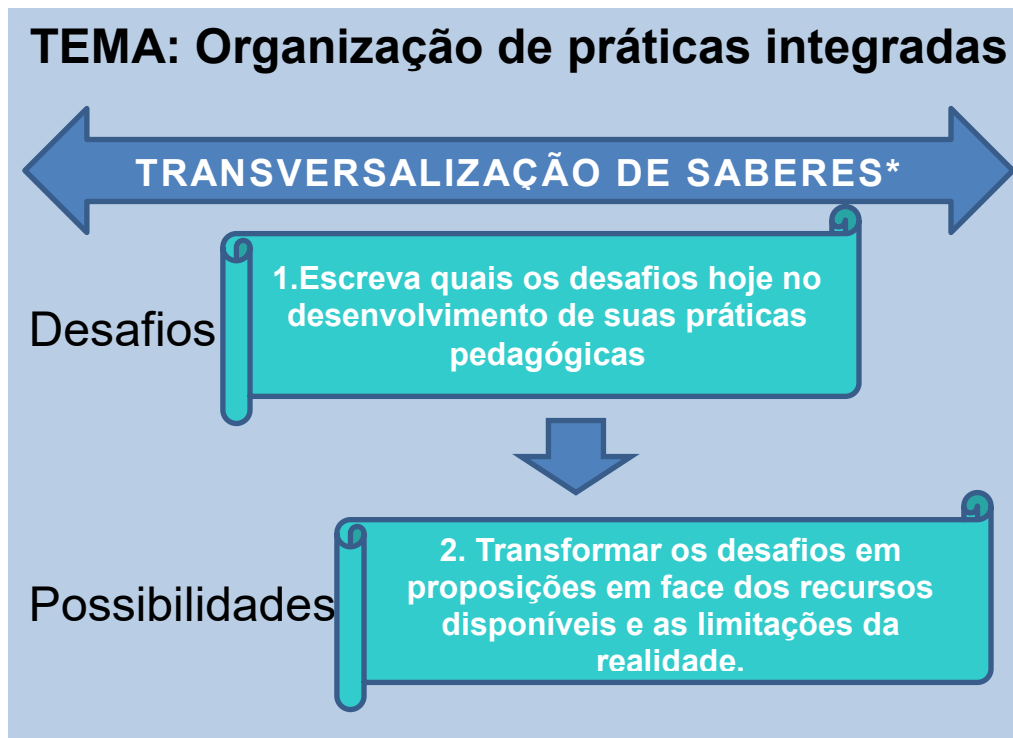 TEMA: Organização de práticas integradas
TRANSVERSALIZAÇÃO DE SABERES*
Desafios
1.Escreva quais os desafios hoje no
desenvolvimento de suas práticas
pedagógicas
Possibilidades
2. Transformar os desafios em
proposições em face dos recursos
disponíveis e as limitações da
realidade.